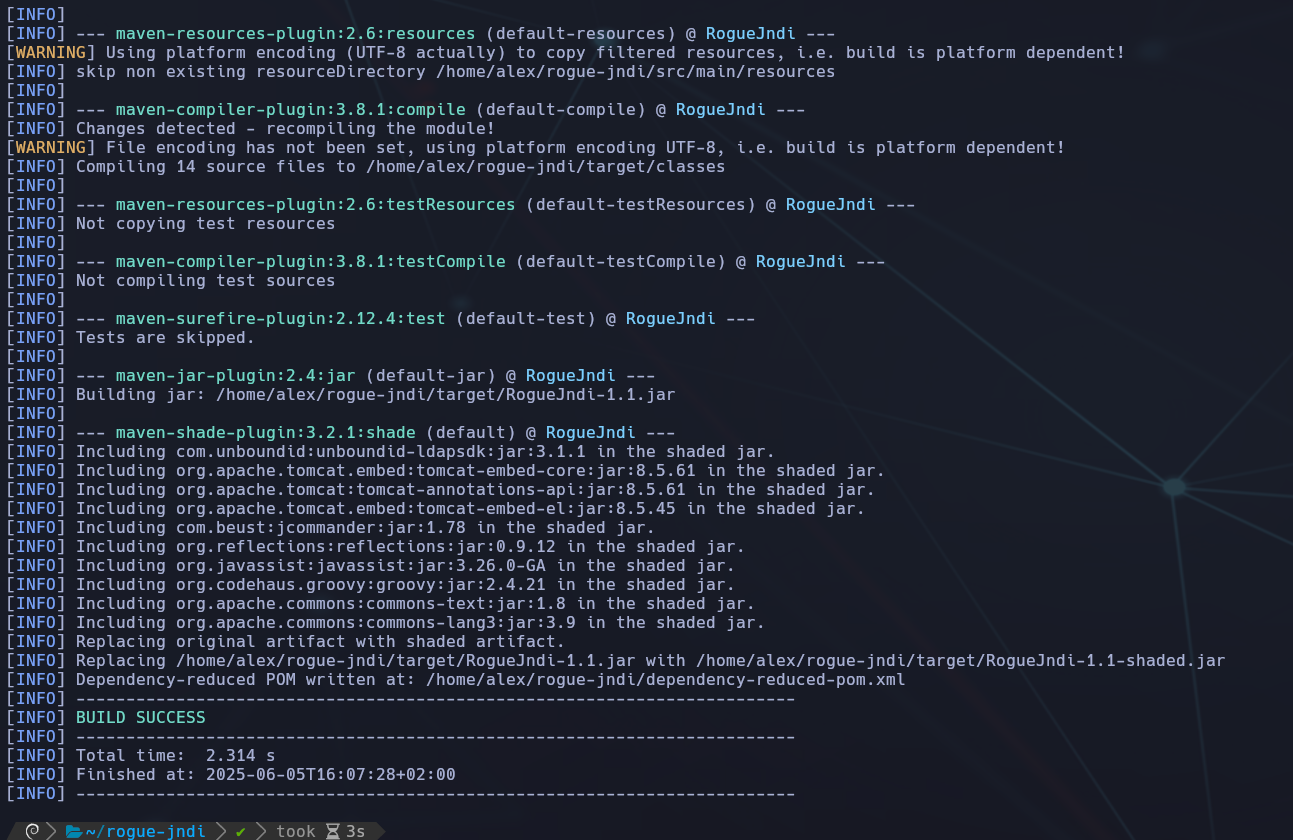 [INFO]
[INFO] --- maven-resources-plugin:2.6:resources (default-resources) @ RogueJndi ---
[WARNING] Using platform encoding (UTF-8 actually) to copy filtered resources, i.e. build is platform dependent!
[INFO] skip non existing resourceDirectory /home/alex/rogue-jndi/src/main/resources
[INFO]
[INFO] --- maven-compiler-plugin:3.8.1:compile (default-compile) @ RogueJndi ---
[INFO] Changes detected - recompiling the module!
[WARNING] File encoding has not been set, using platform encoding UTF-8, i.e. build is platform dependent!
[INFO] Compiling 14 source files to /home/alex/rogue-jndi/target/classes
[INFO]
[INFO] --- maven-resources-plugin:2.6:testResources (default-testResources) @ RogueJndi ---
[INFO] Not copying test resources
[INFO]
[INFO] --- maven-compiler-plugin:3.8.1:testCompile (default-testCompile) @ RogueJndi ---
[INFO] Not compiling test sources
[INFO]
[INFO] --- maven-surefire-plugin:2.12.4:test (default-test) @ RogueJndi ---
[INFO] Tests are skipped.
[INFO]
[INFO] --- maven-jar-plugin:2.4:jar (default-jar) @ RogueJndi ---
[INFO] Building jar: /home/alex/rogue-jndi/target/RogueJndi-1.1.jar
[INFO]
[INFO] --- maven-shade-plugin:3.2.1:shade (default) @ RogueJndi ---
[INFO] Including com.unboundid:unboundid-ldapsdk:jar:3.1.1 in the shaded jar.
[INFO] Including org.apache.tomcat.embed:tomcat-embed-core:jar:8.5.61 in the shaded jar.
[INFO] Including org.apache.tomcat:tomcat-annotations-api:jar:8.5.61 in the shaded jar.
[INFO] Including org.apache.tomcat.embed:tomcat-embed-el:jar:8.5.45 in the shaded jar.
[INFO] Including com.beust:jcommander:jar:1.78 in the shaded jar.
[INFO] Including org.reflections:reflections:jar:0.9.12 in the shaded jar.
[INFO] Including org.javassist:javassist:jar:3.26.0-GA in the shaded jar.
[INFO] Including org.codehaus.groovy:groovy:jar:2.4.21 in the shaded jar.
[INFO] Including org.apache.commons:commons-text:jar:1.8 in the shaded jar.
[INFO] Including org.apache.commons:commons-lang3:jar:3.9 in the shaded jar.
[INFO] Replacing original artifact with shaded artifact.
[INFO] Replacing /home/alex/rogue-jndi/target/RogueJndi-1.1.jar with /home/alex/rogue-jndi/target/RogueJndi-1.1-shaded.jar
[INFO] Dependency-reduced POM written at: /home/alex/rogue-jndi/dependency-reduced-pom.xml
[INFO] ------------------------------------------------------------------------
[INFO] BUILD SUCCESS
[INFO] ------------------------------------------------------------------------
[INFO] Total time:  2.314 s
[INFO] Finished at: 2025-06-05T16:07:28+02:00
[INFO] ------------------------------------------------------------------------
~/rogue-jndi ✔ took 3s